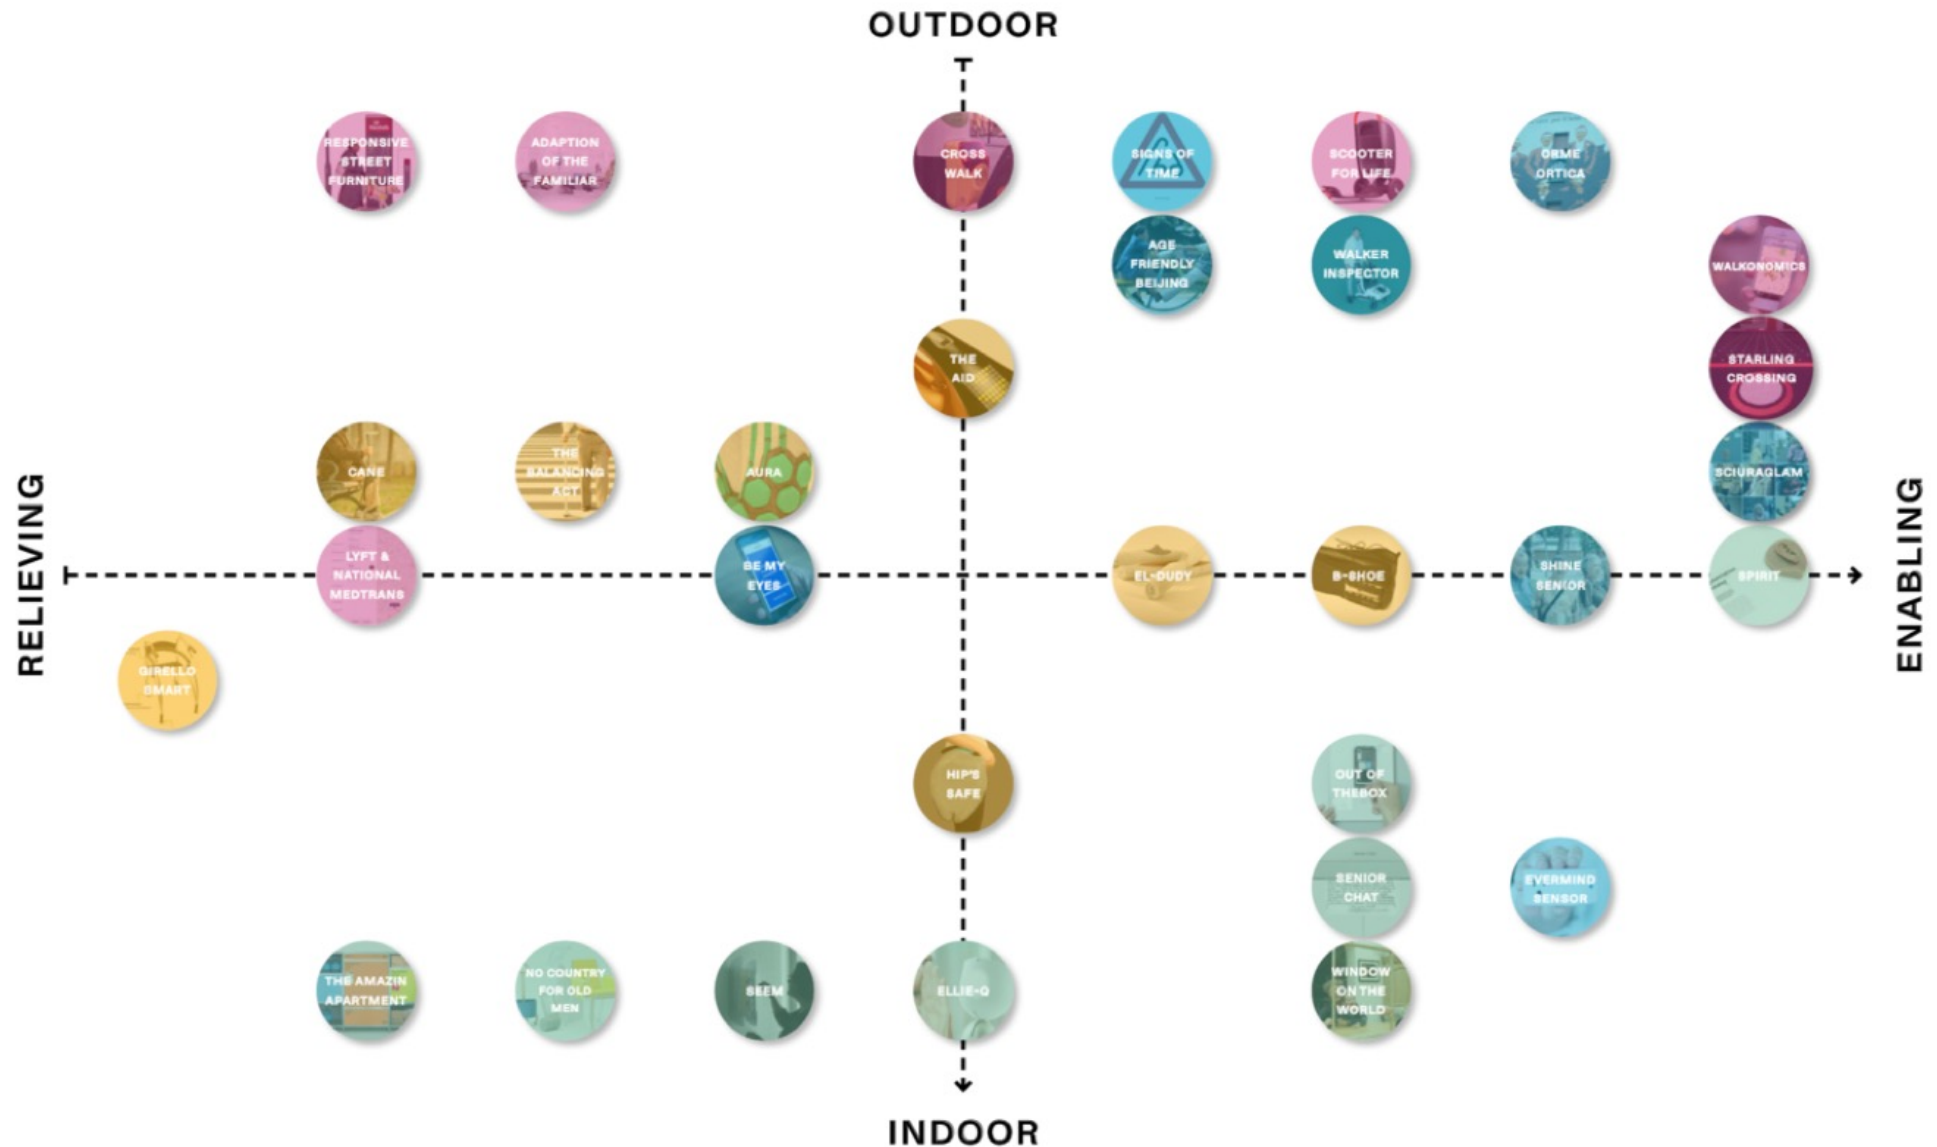 OUTDOOR
RESPONSIVE
STREET
FURNITURE
ADAPTION
OF THE
FAMILIAR
CROSS
WALK
SIGNS OF
TIME
SCOOTER
FOR LIFE
ORME
ORTICA
AGE
FRIENDLY
BEIJING
WALKER
INSPECTOR
WALKONOMICS
THE
AID
STARLING
CROSSING
CANE
THE
BALANCING
ACT
AURA
SCIURAGLAM
RELIEVING
LYFT &
NATIONAL
MEDTRANS
BE MY
EYES
EL-DUDY
B-SHOE
SHINE
SENIOR
SPIRIT
ENABLING
GIRELLO
SMART
HIP'S
SAFE
OUT OF
THEBOX
SENIOR
CHAT
EVERMIND
SENSOR
THE AMAZIN
APARTMENT
NO COUNTRY
FOR OLD
MEN
SEEM
ELLIE-Q
WINDOW
ON THE
WORLD
INDOOR